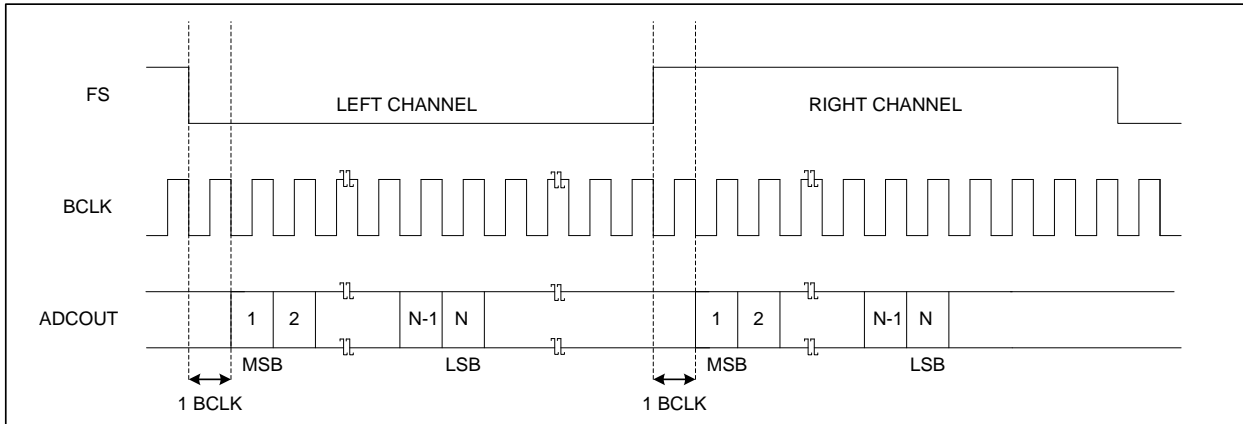 FS
LEFT CHANNEL
RIGHT CHANNEL
BCLK
ADCOUT
1 2 N-1 N 1 2 N-1 N
MSB LSB MSB LSB
1 BCLK 1 BCLK